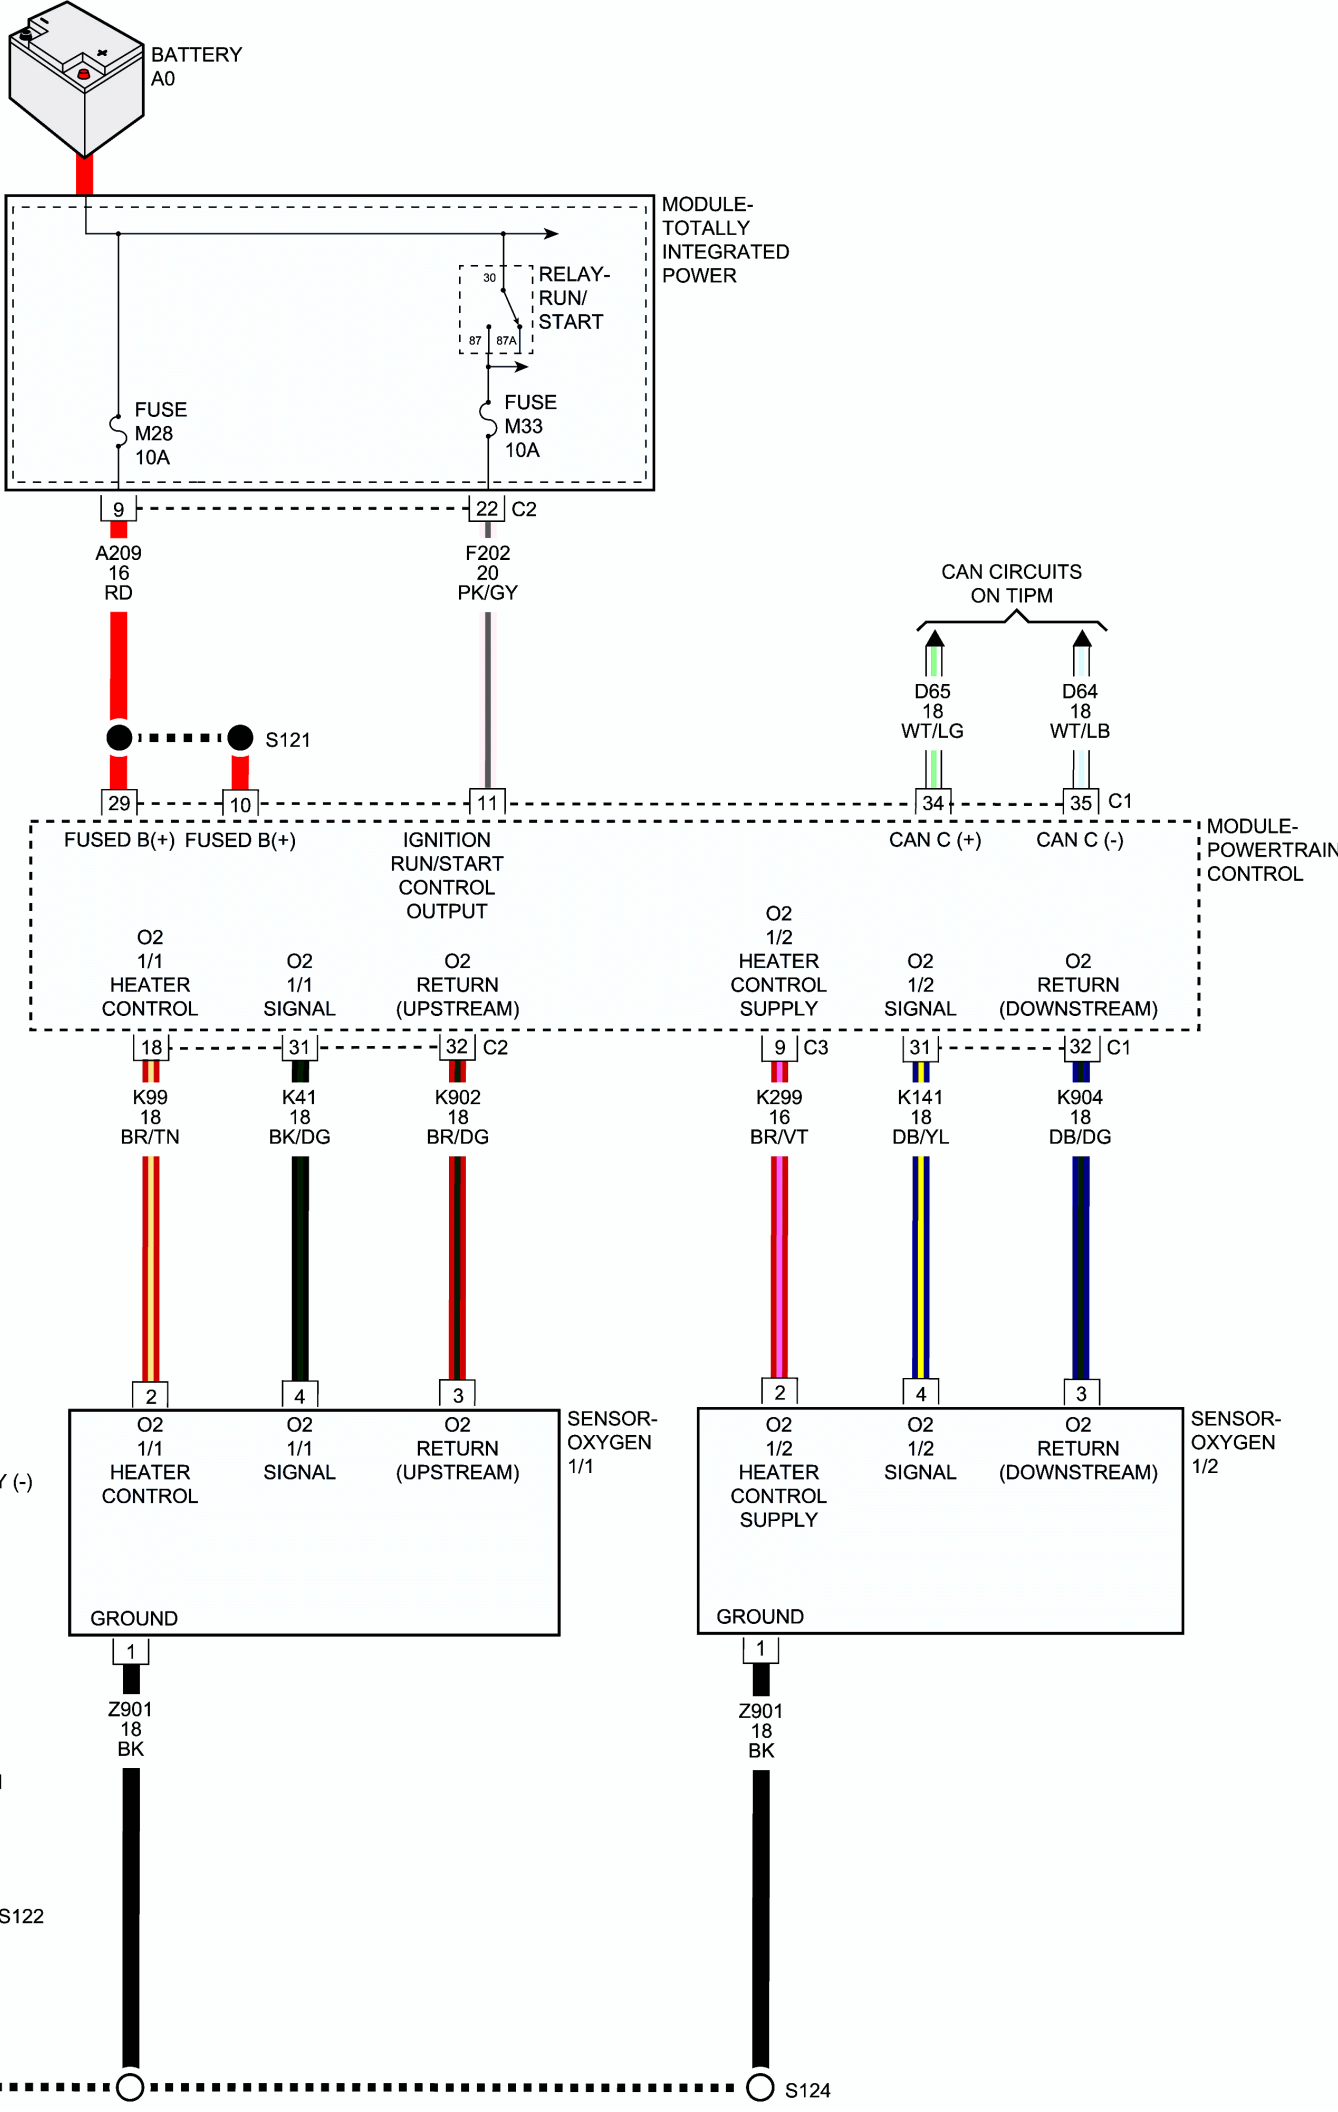 BATTERY
A0
MODULE-
TOTALLY
INTEGRATED
POWER
30
RELAY-
RUN/
START
87
87A
FUSE
M28
10A
FUSE
M33
10A
9
22
C2
A209
16
RD
F202
20
PK/GY
CAN CIRCUITS
ON TIPM
D65
18
WT/LG
D64
18
WT/LB
S121
29
10
11
34
35
C1
FUSED B(+)
FUSED B(+)
IGNITION
RUN/START
CONTROL
OUTPUT
CAN C (+)
CAN C (-)
MODULE-
POWERTRAIN
CONTROL
O2
1/1
HEATER
CONTROL
O2
1/1
SIGNAL
O2
RETURN
(UPSTREAM)
O2
1/2
HEATER
CONTROL
SUPPLY
O2
1/2
SIGNAL
O2
RETURN
(DOWNSTREAM)
18
31
32
C2
9
C3
31
32
C1
K99
18
BR/TN
K41
18
BK/DG
K902
18
BR/DG
K299
16
BR/VT
K141
18
DB/YL
K904
18
DB/DG
2
4
3
2
4
3
O2
1/1
HEATER
CONTROL
O2
1/1
SIGNAL
O2
RETURN
(UPSTREAM)
SENSOR-
OXYGEN
1/1
O2
1/2
HEATER
CONTROL
SUPPLY
O2
1/2
SIGNAL
O2
RETURN
(DOWNSTREAM)
SENSOR-
OXYGEN
1/2
Y (-)
GROUND
GROUND
1
1
Z901
18
BK
Z901
18
BK
S122
S124